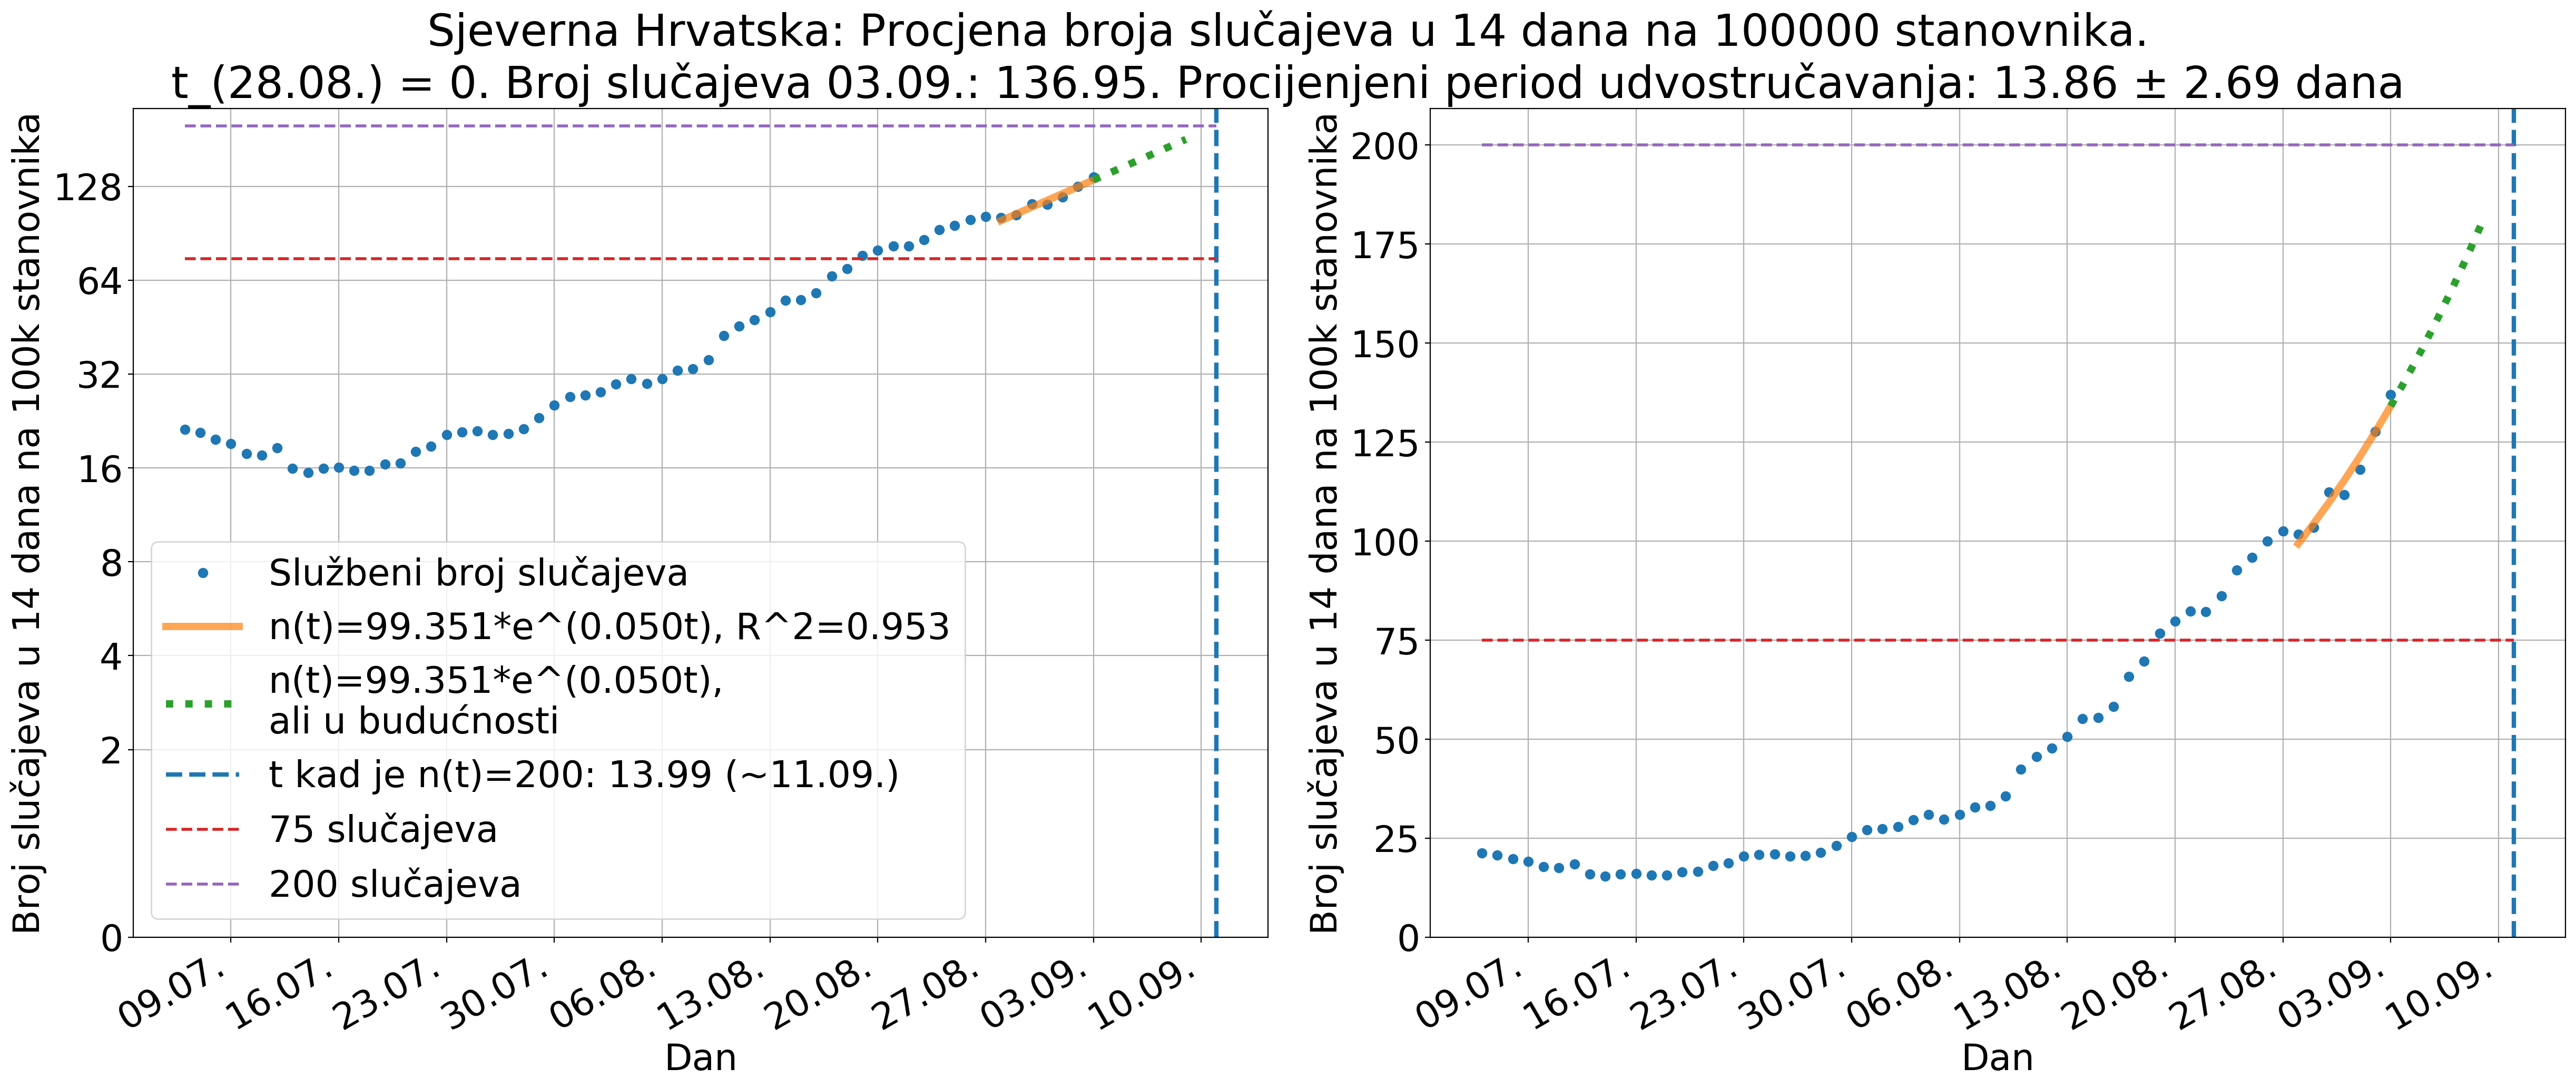 Sjeverna Hrvatska: Procjena broja slučajeva u 14 dana na 100000 stanovnika.
t_(28.08.) = 0. Broj slučajeva 03.09.: 136.95. Procijenjeni period udvostručavanja: 13.86 ± 2.69 dana
Broj slučajeva u 14 dana na 100k stanovnika
128
64
32
16
8
4
2
0
Službeni broj slučajeva
n(t)=99.351*e^(0.050t), R^2=0.953
n(t)=99.351*e^(0.050t),
ali u budućnosti
t kad je n(t)=200: 13.99 (~11.09.)
75 slučajeva
200 slučajeva
09.07.
16.07.
23.07.
30.07.
06.08.
13.08.
20.08.
27.08.
03.09.
10.09.
Dan
Broj slučajeva u 14 dana na 100k stanovnika
200
175
150
125
100
75
50
25
0
09.07.
16.07.
23.07.
30.07.
06.08.
13.08.
20.08.
27.08.
03.09.
10.09.
Dan